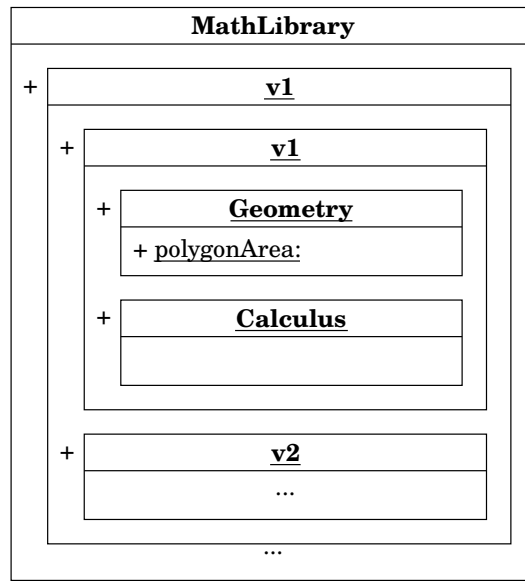 MathLibrary
+ v1
+ v1
+ Geometry
+ polygonArea:
+ Calculus
+ v2
...
...